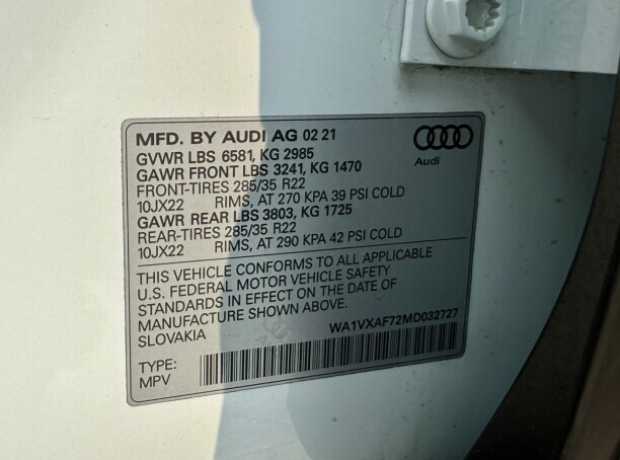 MFD. BY AUDI AG 02 21
GVWR LBS 6581, KG 2985
GAWR FRONT LBS 3241, KG 1470
FRONT-TIRES 285/35 R22
10JX22 RIMS, AT 270 KPA 39 PSI COLD
GAWR REAR LBS 3803, KG 1725
REAR-TIRES 285/35 R22
10JX22 RIMS, AT 290 KPA 42 PSI COLD
Audi
THIS VEHICLE CONFORMS TO ALL APPLICABLE
U.S. FEDERAL MOTOR VEHICLE SAFETY
STANDARDS IN EFFECT ON THE DATE OF
MANUFACTURE SHOWN ABOVE.
SLOVAKIA
WA1VXAF72MD032727
TYPE:
MPV